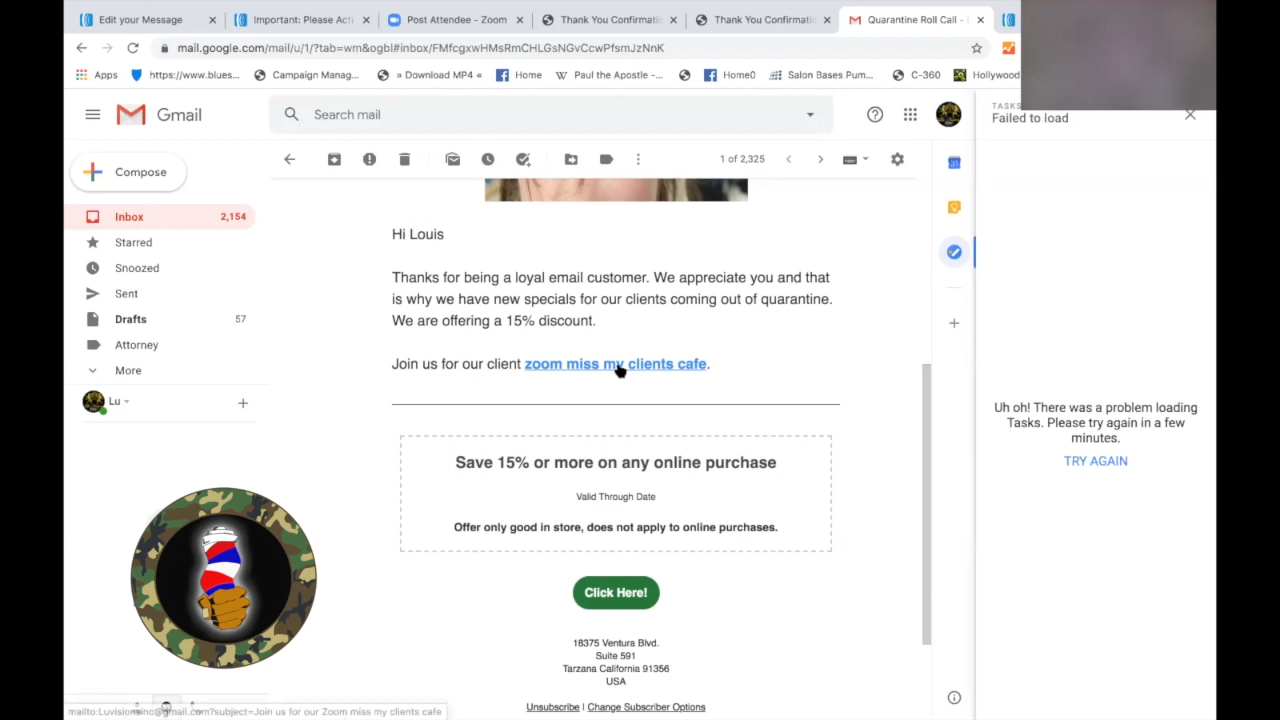 Edit your Message
Important: Please Acti
Post Attendee - Zoom
Thank You Confirmatic
Thank You Confirmatic
Quarantine Roll Call -
mail.google.com/mail/u/1/?tab=wm&ogbl#inbox/FMfcgxwHMsRmCHLGsNGvCcwPfsmJzNnK
Apps
https://www.blues...
Campaign Manag...
» Download MP4 «
Home
Paul the Apostle -...
Home0
Salon Bases Pum...
C-360
Hollywood
Gmail
Search mail
TASKS
Failed to load
Compose
1 of 2,325
Inbox 2,154
Starred
Snoozed
Sent
Drafts 57
Attorney
More
Lu
Hi Louis
Thanks for being a loyal email customer. We appreciate you and that
is why we have new specials for our clients coming out of quarantine.
We are offering a 15% discount.
Join us for our client zoom miss my clients cafe.
Save 15% or more on any online purchase
Valid Through Date
Offer only good in store, does not apply to online purchases.
Click Here!
18375 Ventura Blvd.
Suite 591
Tarzana California 91356
USA
Unsubscribe | Change Subscriber Options
Uh oh! There was a problem loading
Tasks. Please try again in a few
minutes.
TRY AGAIN
mailto:Luvisionsinc@gmail.com?subject=Join us for our Zoom miss my clients cafe